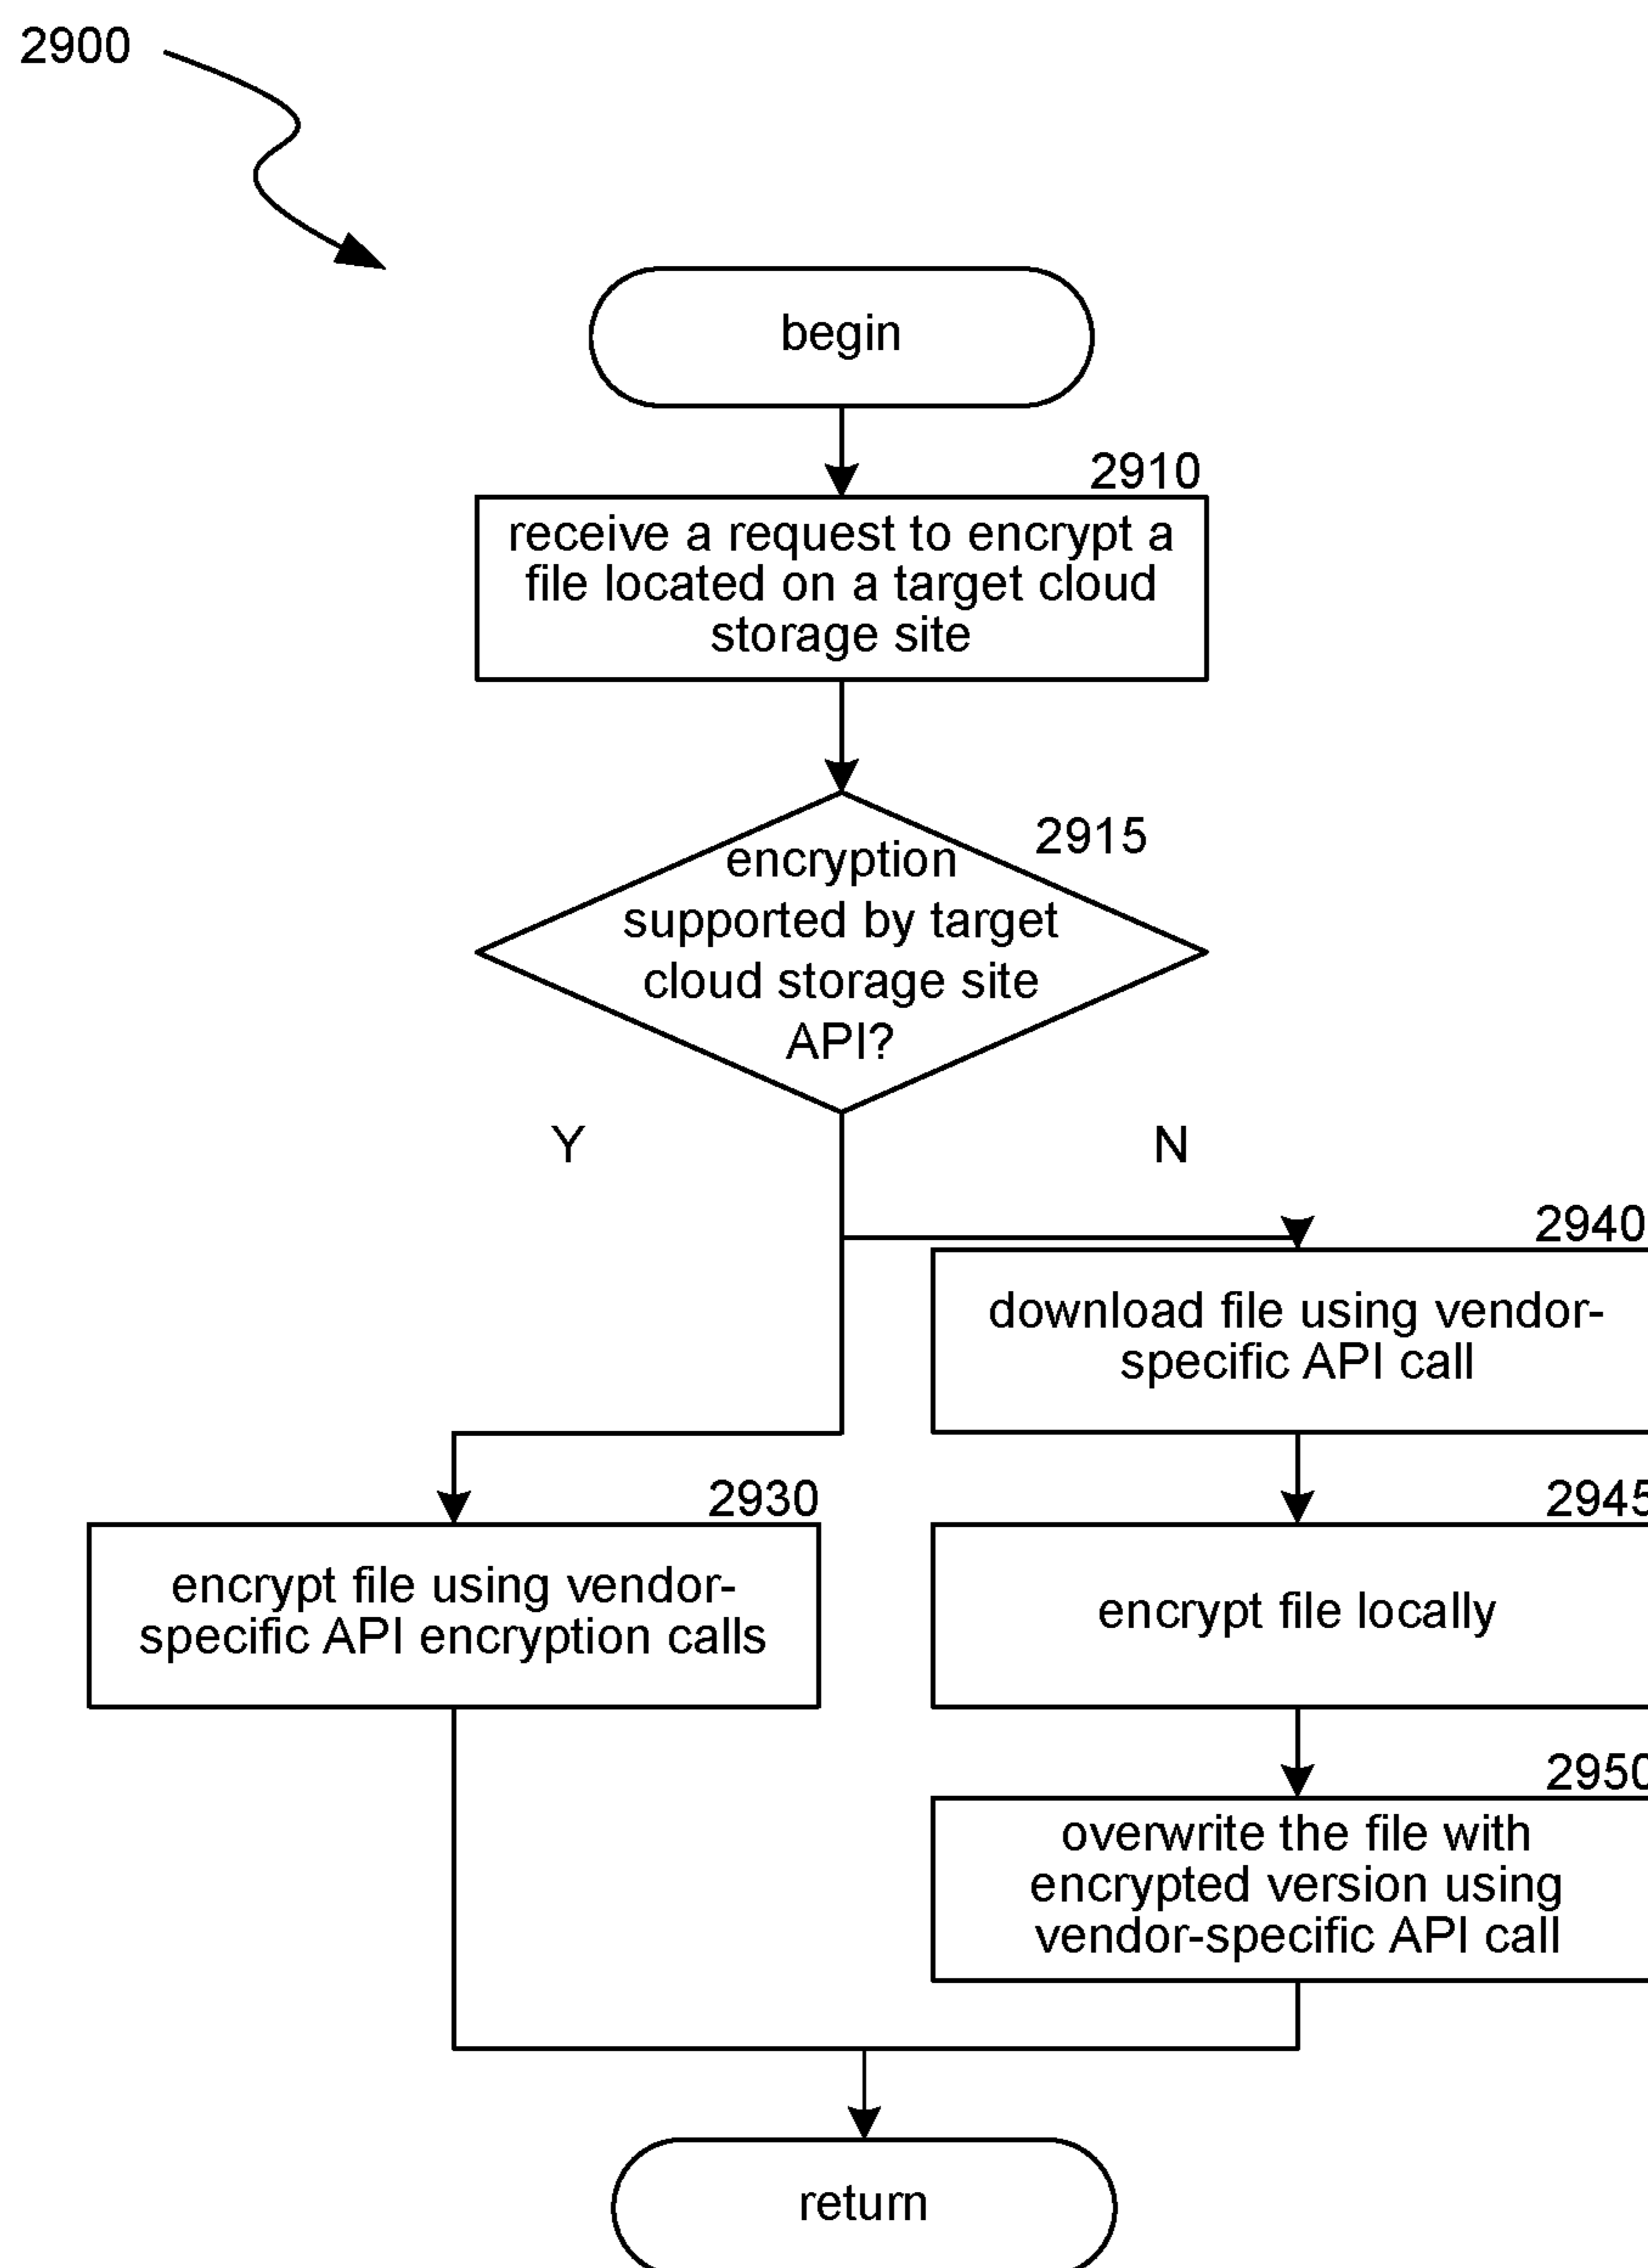 2900
begin
2910
receive a request to encrypt a
file located on a target cloud
storage site
2915
encryption
supported by target
cloud storage site
API?
Y
N
2940
download file using vendor-
specific API call
2930
encrypt file using vendor-
specific API encryption calls
2945
encrypt file locally
2950
overwrite the file with
encrypted version using
vendor-specific API call
return